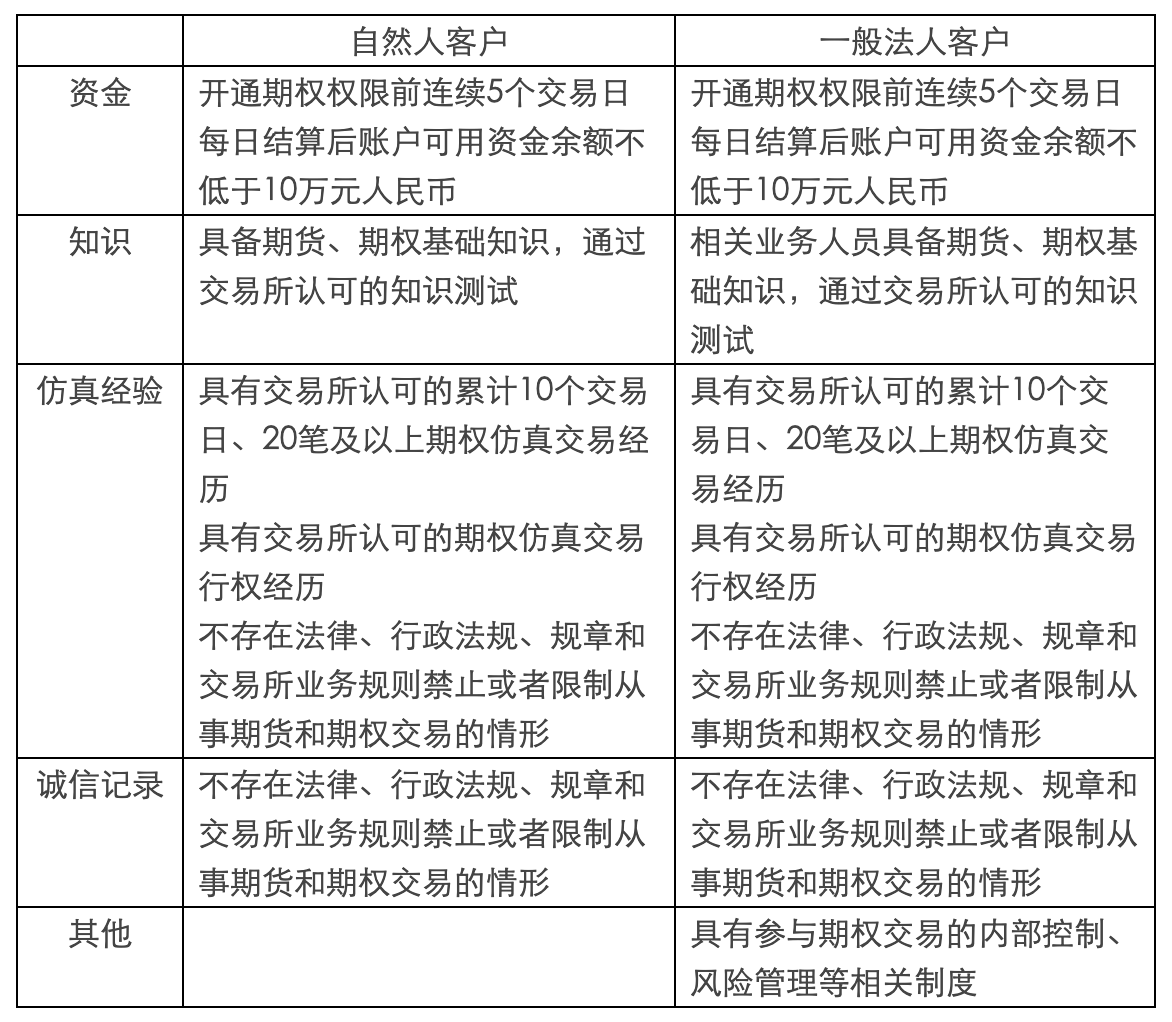 自然人客户
一般法人客户
资金
开通期权权限前连续5个交易日
每日结算后账户可用资金余额不
低于10万元人民币
开通期权权限前连续5个交易日
每日结算后账户可用资金余额不
低于10万元人民币
知识
具备期货、期权基础知识，通过
交易所认可的知识测试
相关业务人员具备期货、期权基
础知识，通过交易所认可的知识
测试
仿真经验
具有交易所认可的累计10个交易
日、20笔及以上期权仿真交易经
历
具有交易所认可的期权仿真交易
行权经历
不存在法律、行政法规、规章和
交易所业务规则禁止或者限制从
事期货和期权交易的情形
具有交易所认可的累计10个交
易日、20笔及以上期权仿真交
易经历
具有交易所认可的期权仿真交易
行权经历
不存在法律、行政法规、规章和
交易所业务规则禁止或者限制从
事期货和期权交易的情形
诚信记录
不存在法律、行政法规、规章和
交易所业务规则禁止或者限制从
事期货和期权交易的情形
不存在法律、行政法规、规章和
交易所业务规则禁止或者限制从
事期货和期权交易的情形
其他
具有参与期权交易的内部控制、
风险管理等相关制度